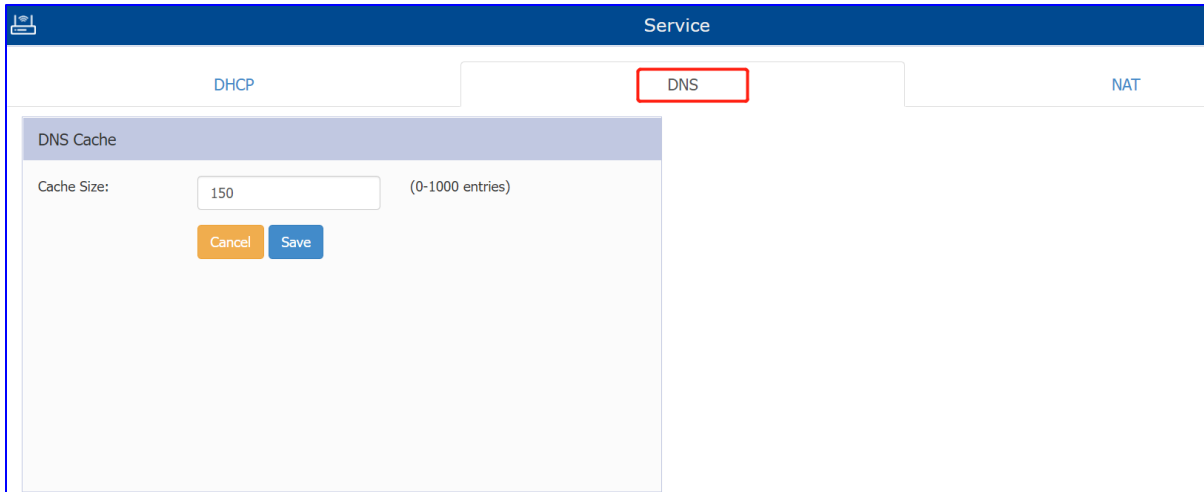 Service
DHCP DNS NAT
DNS Cache
Cache Size: 150 (0-1000 entries)
Cancel Save